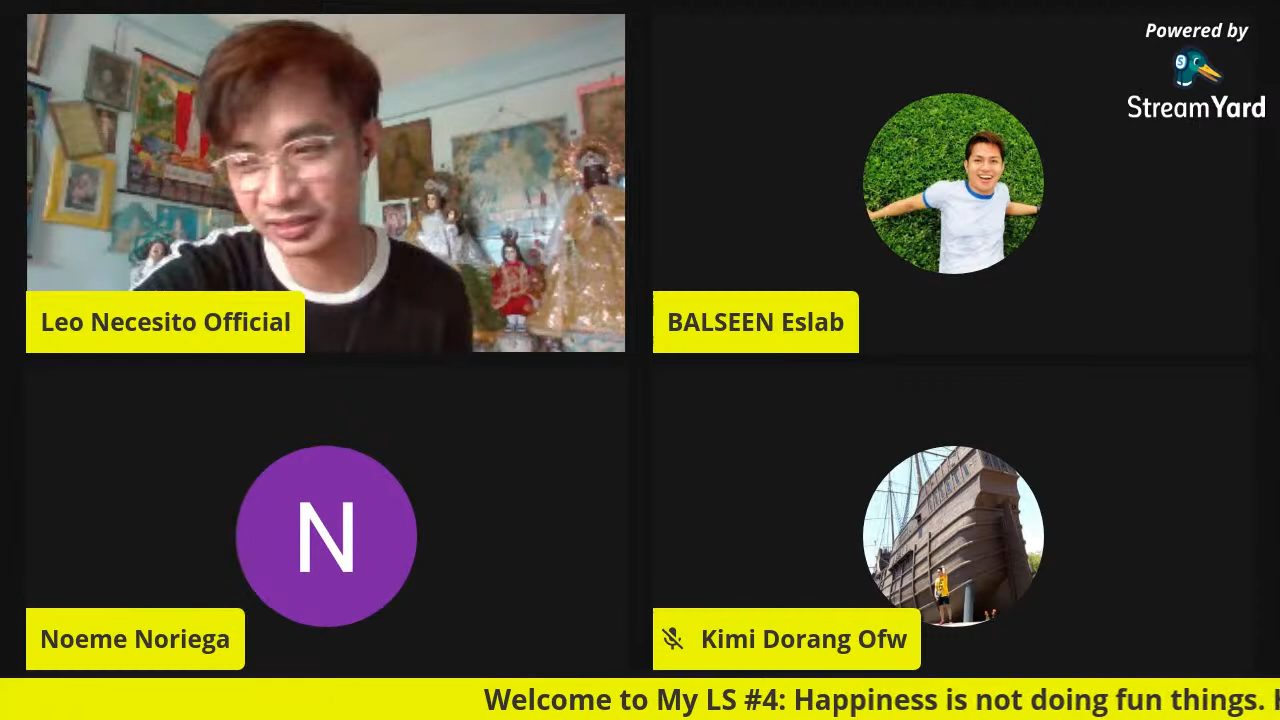 Powered by
StreamYard
Leo Necesito Official
BALSEEN Eslab
N
Noeme Noriega
Kimi Dorang Ofw
Welcome to My LS #4: Happiness is not doing fun things.